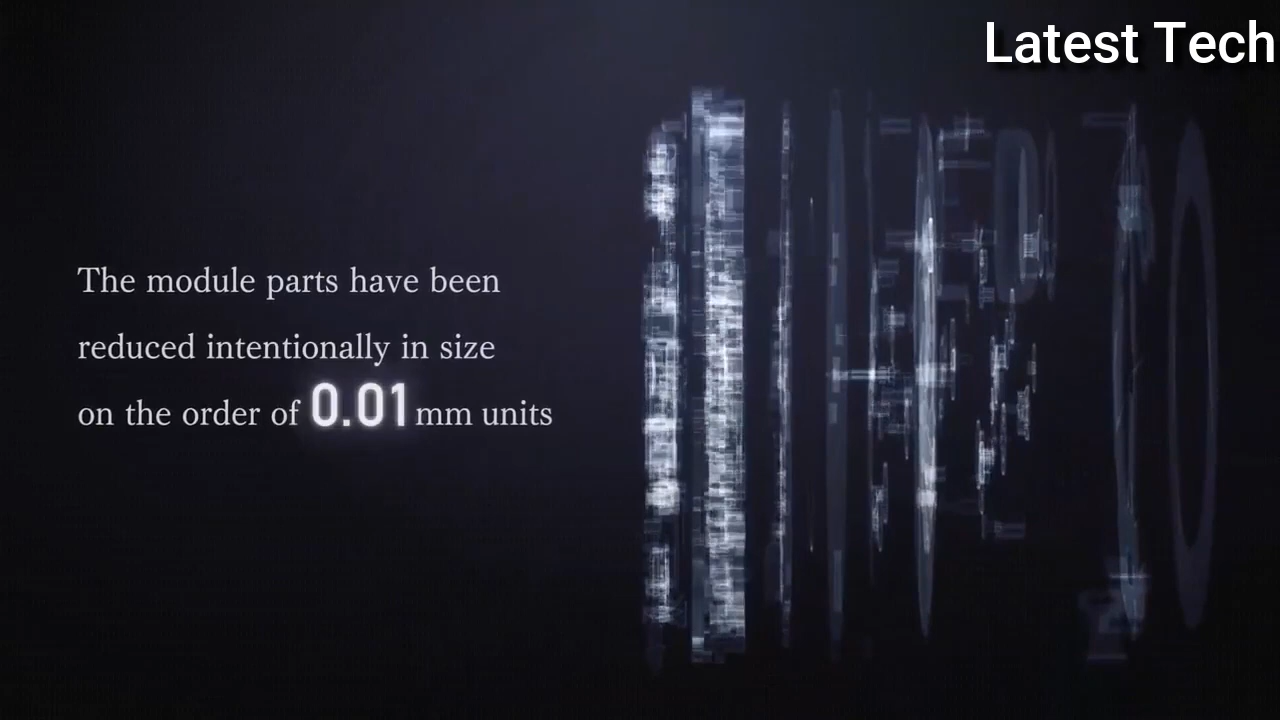 Latest Tech
The module parts have been
reduced intentionally in size
on the order of 0.01 mm units